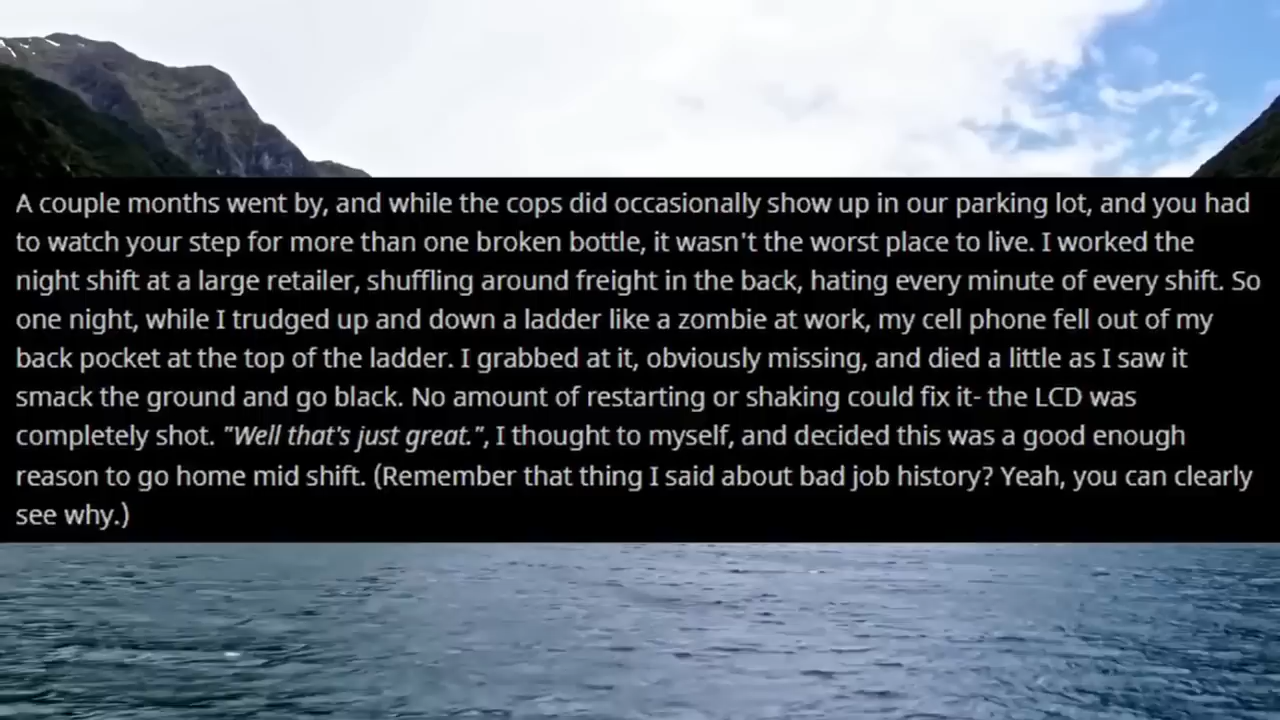 A couple months went by, and while the cops did occasionally show up in our parking lot, and you had
to watch your step for more than one broken bottle, it wasn't the worst place to live. I worked the
night shift at a large retailer, shuffling around freight in the back, hating every minute of every shift. So
one night, while I trudged up and down a ladder like a zombie at work, my cell phone fell out of my
back pocket at the top of the ladder. I grabbed at it, obviously missing, and died a little as I saw it
smack the ground and go black. No amount of restarting or shaking could fix it- the LCD was
completely shot. "Well that's just great.", I thought to myself, and decided this was a good enough
reason to go home mid shift. (Remember that thing I said about bad job history? Yeah, you can clearly
see why.)